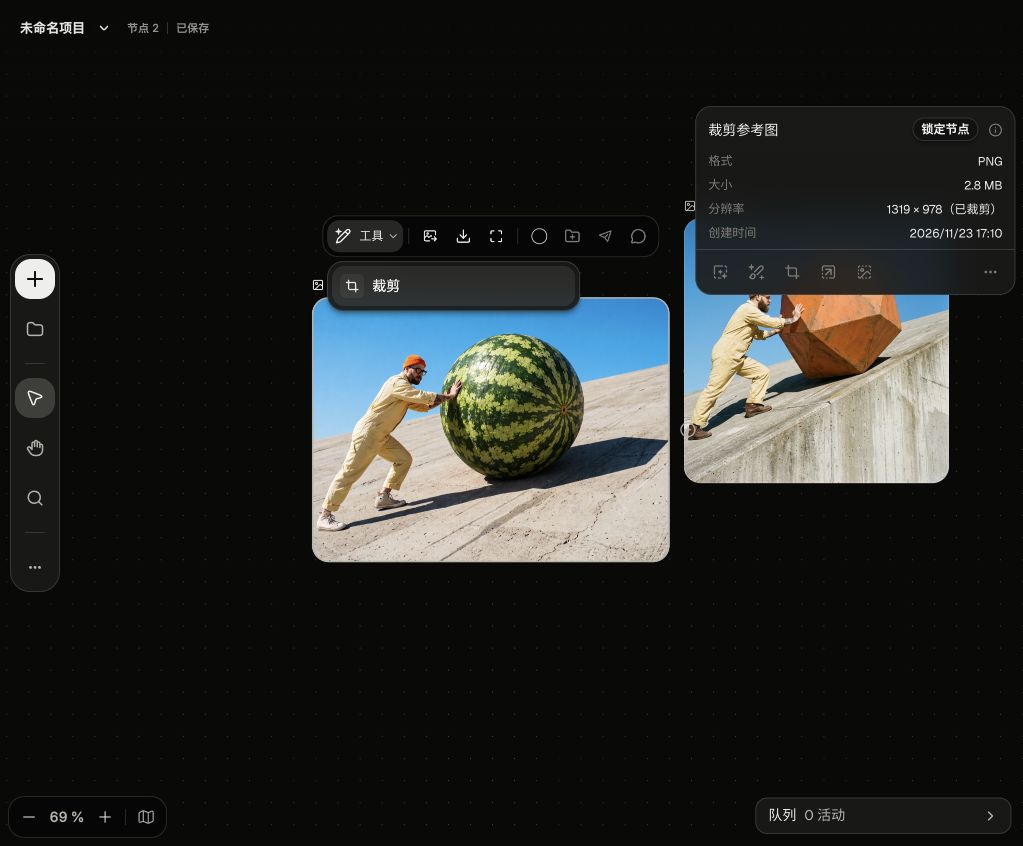 未命名项目 节点 2 已保存
裁剪参考图 锁定节点
格式 PNG
大小 2.8 MB
分辨率 1319 × 978（已裁剪）
创建时间 2026/11/23 17:10
工具
裁剪
69 %
队列 0 活动